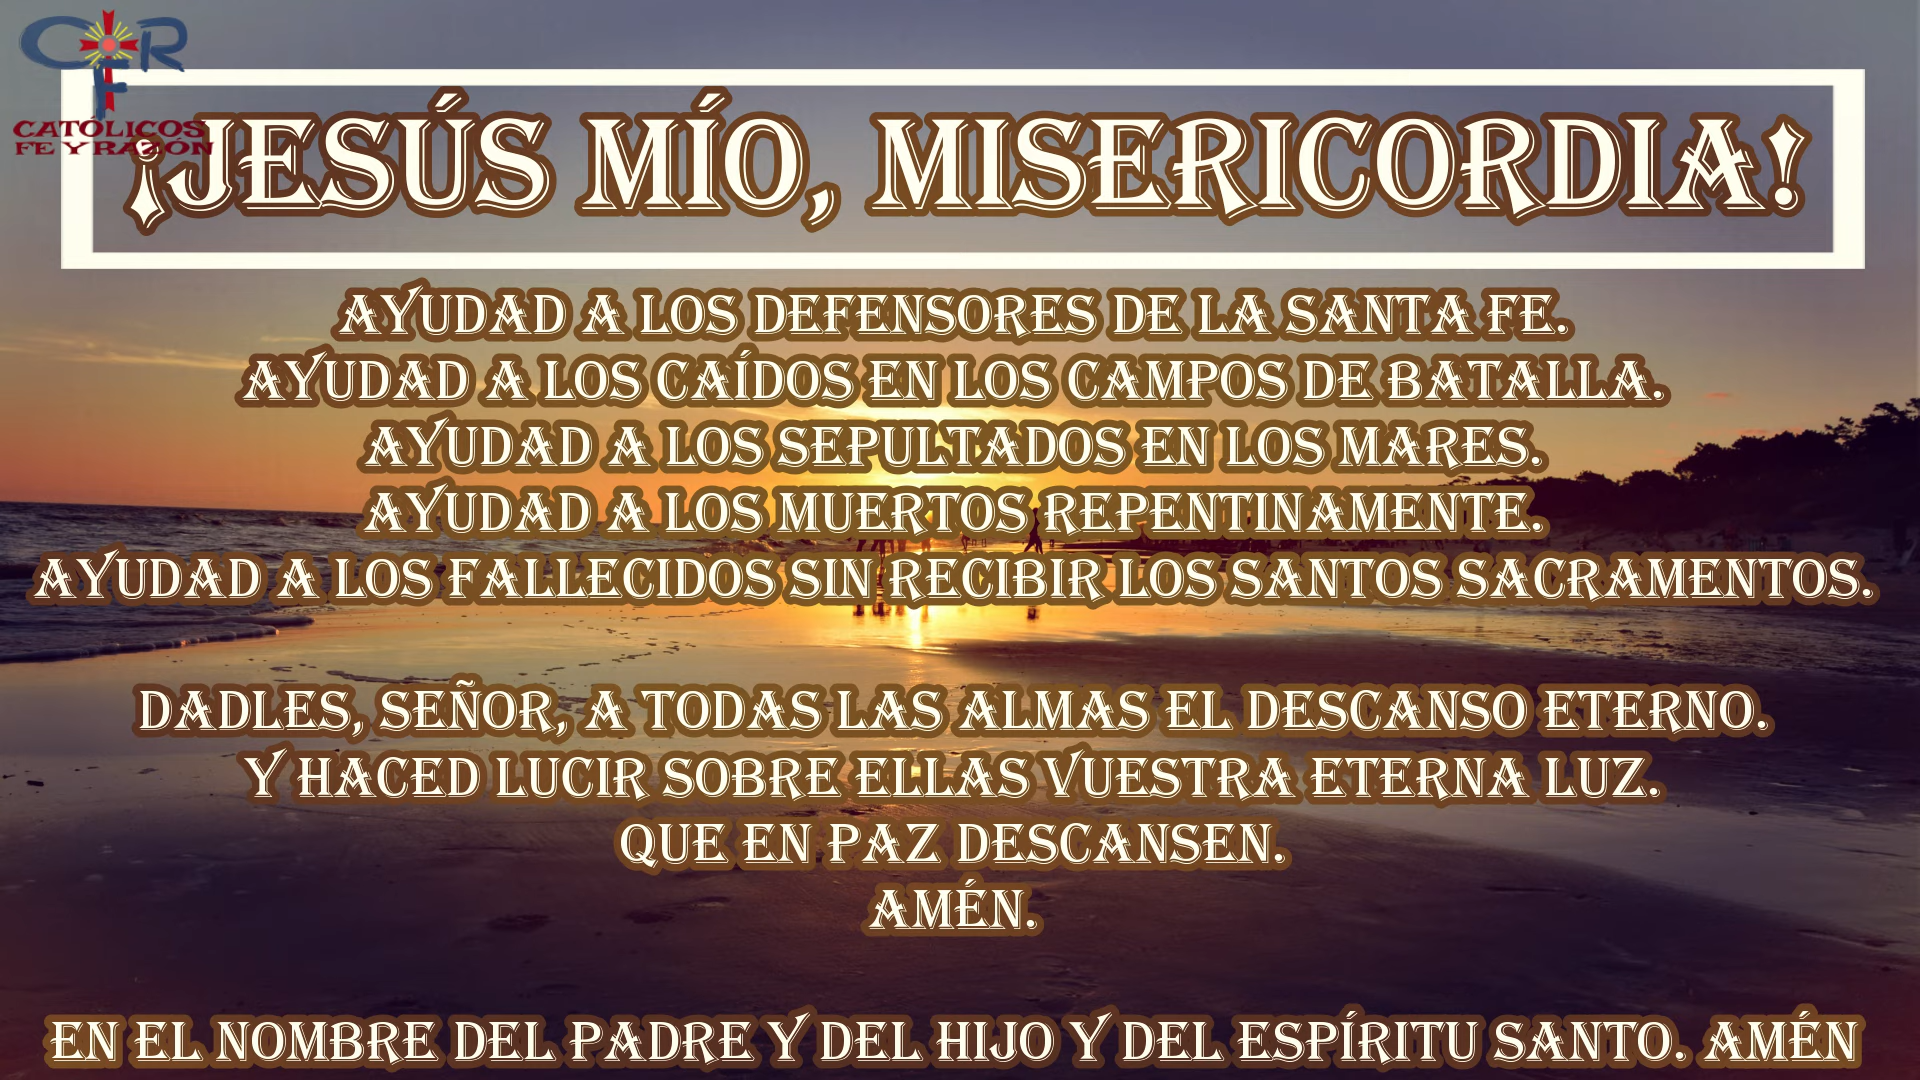 CFR
CATÓLICOS
FE Y RAZÓN
¡JESÚS MÍO, MISERICORDIA!
AYUDAD A LOS DEFENSORES DE LA SANTA FE.
AYUDAD A LOS CAÍDOS EN LOS CAMPOS DE BATALLA.
AYUDAD A LOS SEPULTADOS EN LOS MARES.
AYUDAD A LOS MUERTOS REPENTINAMENTE.
AYUDAD A LOS FALLECIDOS SIN RECIBIR LOS SANTOS SACRAMENTOS.
DADLES, SEÑOR, A TODAS LAS ALMAS EL DESCANSO ETERNO.
Y HACED LUCIR SOBRE ELLAS VUESTRA ETERNA LUZ.
QUE EN PAZ DESCANSEN.
AMÉN.
EN EL NOMBRE DEL PADRE Y DEL HIJO Y DEL ESPÍRITU SANTO. AMÉN